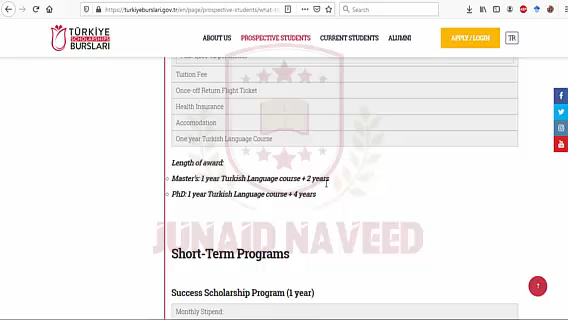 https://turkiyeburslari.gov.tr/en/page/prospective-students/what-
Search
TÜRKİYE
SCHOLARSHIPS
BURSLARI
ABOUT US
PROSPECTIVE STUDENTS
CURRENT STUDENTS
ALUMNI
APPLY / LOGIN
TR
Tuition Fee
Once-off Return Flight Ticket
Health Insurance
Accomodation
One year Turkish Language Course
Length of award:
Master's: 1 year Turkish Language course + 2 years
PhD: 1 year Turkish Language course + 4 years
JUNAID NAVEED
Short-Term Programs
Success Scholarship Program (1 year)
Monthly Stipend: